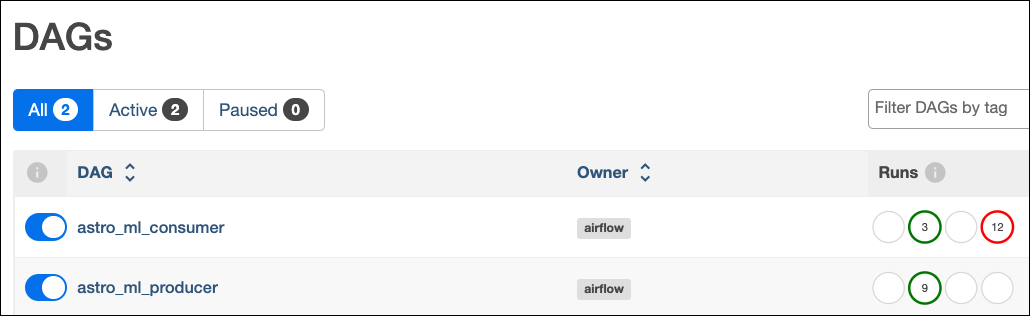 DAGs
All 2 Active 2 Paused 0 Filter DAGs by tag
i DAG Owner Runs i
astro_ml_consumer airflow 3 12
astro_ml_producer airflow 9